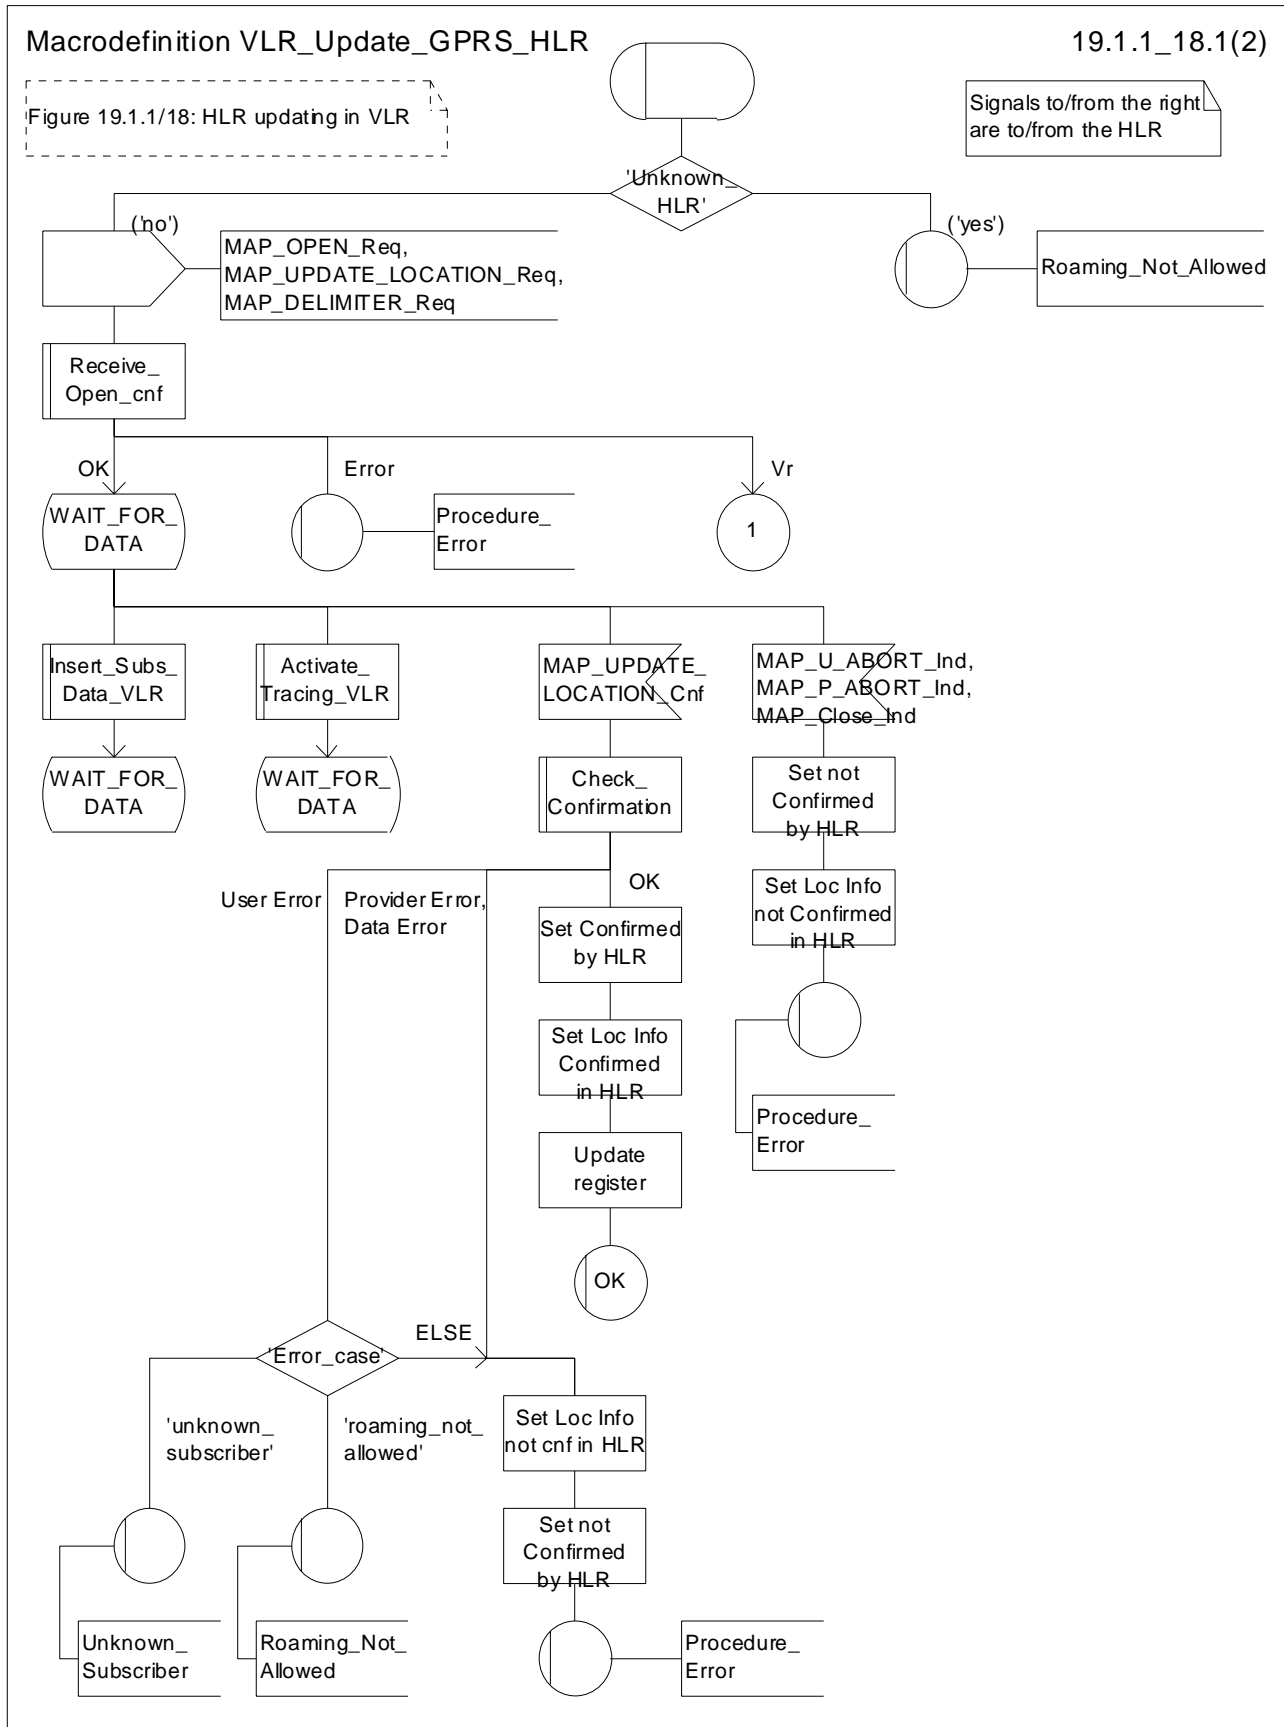 Macrodefinition VLR_Update_GPRS_HLR
19.1.1_18.1(2)
Figure 19.1.1/18: HLR updating in VLR
Signals to/from the right
are to/from the HLR
'Unknown_
HLR'
('no')
('yes')
MAP_OPEN_Req,
MAP_UPDATE_LOCATION_Req,
MAP_DELIMITER_Req
Roaming_Not_Allowed
Receive_
Open_cnf
OK
Error
Vr
WAIT_FOR_
DATA
Procedure_
Error
1
Insert_Subs_
Data_VLR
Activate_
Tracing_VLR
MAP_UPDATE_
LOCATION_Cnf
MAP_U_ABORT_Ind,
MAP_P_ABORT_Ind,
MAP_Close_Ind
WAIT_FOR_
DATA
WAIT_FOR_
DATA
Check_
Confirmation
Set not
Confirmed
by HLR
User Error
Provider Error,
Data Error
OK
Set Loc Info
not Confirmed
in HLR
Set Confirmed
by HLR
Set Loc Info
Confirmed
in HLR
Procedure_
Error
Update
register
OK
'Error_case'
ELSE
'unknown_
subscriber'
'roaming_not_
allowed'
Set Loc Info
not cnf in HLR
Set not
Confirmed
by HLR
Unknown_
Subscriber
Roaming_Not_
Allowed
Procedure_
Error